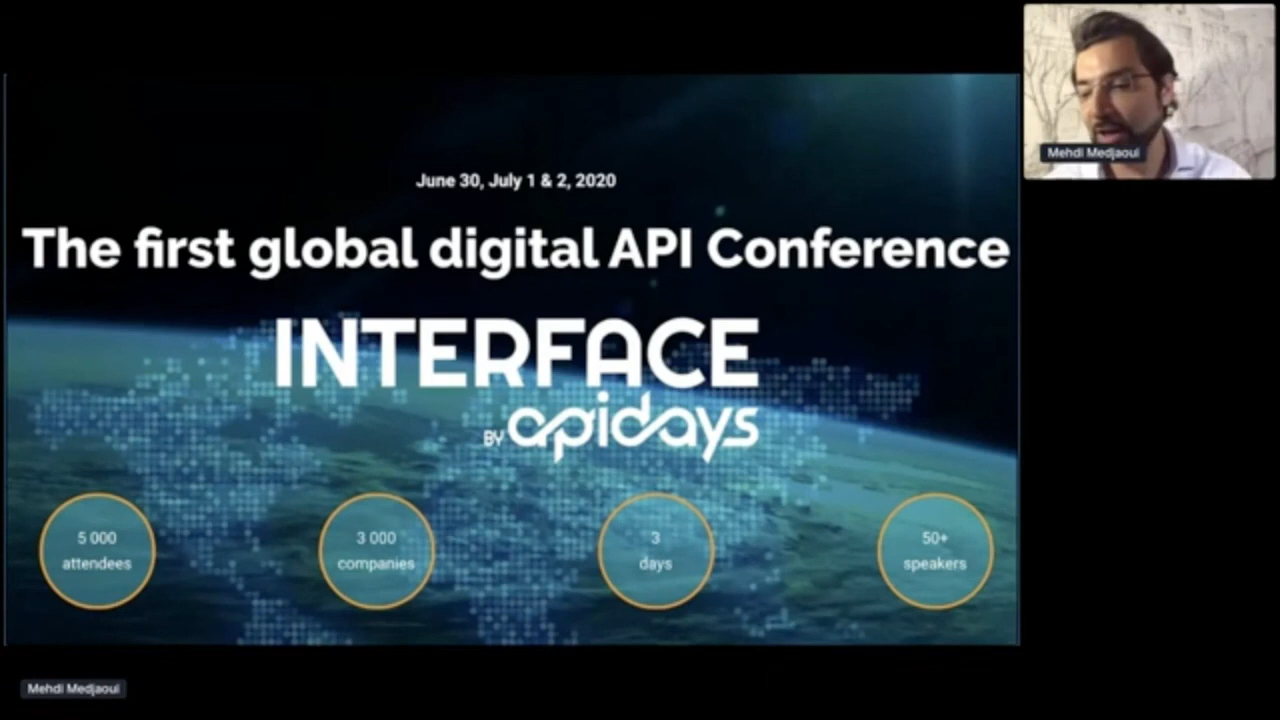 Mehdi Medjaoui
June 30, July 1 & 2, 2020
The first global digital API Conference
INTERFACE
BY apidays
5 000
attendees
3 000
companies
3
days
50+
speakers
Mehdi Medjaoui